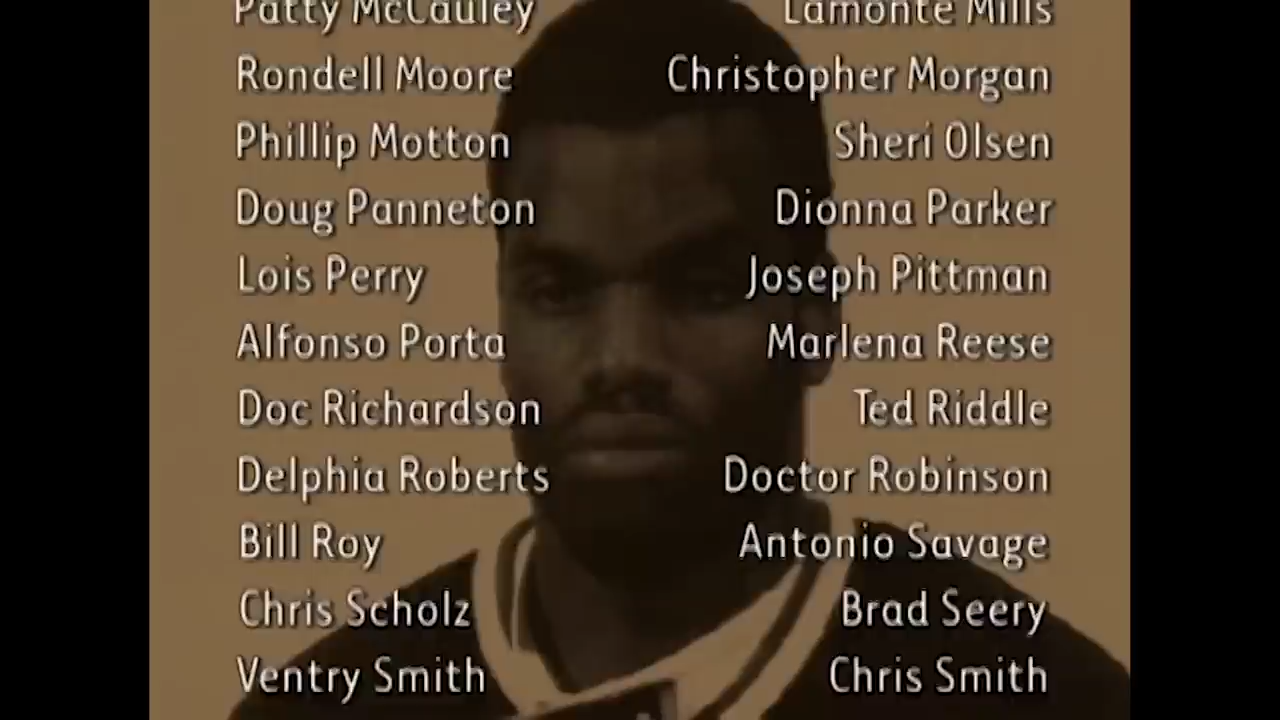 Patty McCauley Lamonte Mills
Rondell Moore Christopher Morgan
Phillip Motton Sheri Olsen
Doug Panneton Dionna Parker
Lois Perry Joseph Pittman
Alfonso Porta Marlena Reese
Doc Richardson Ted Riddle
Delphia Roberts Doctor Robinson
Bill Roy Antonio Savage
Chris Scholz Brad Seery
Ventry Smith Chris Smith